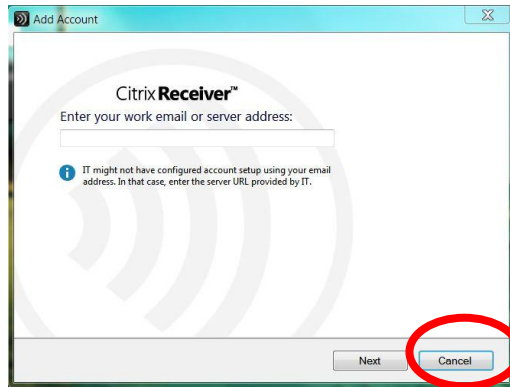 Add Account
Citrix Receiver™
Enter your work email or server address:
IT might not have configured account setup using your email
address. In that case, enter the server URL provided by IT.
Next
Cancel